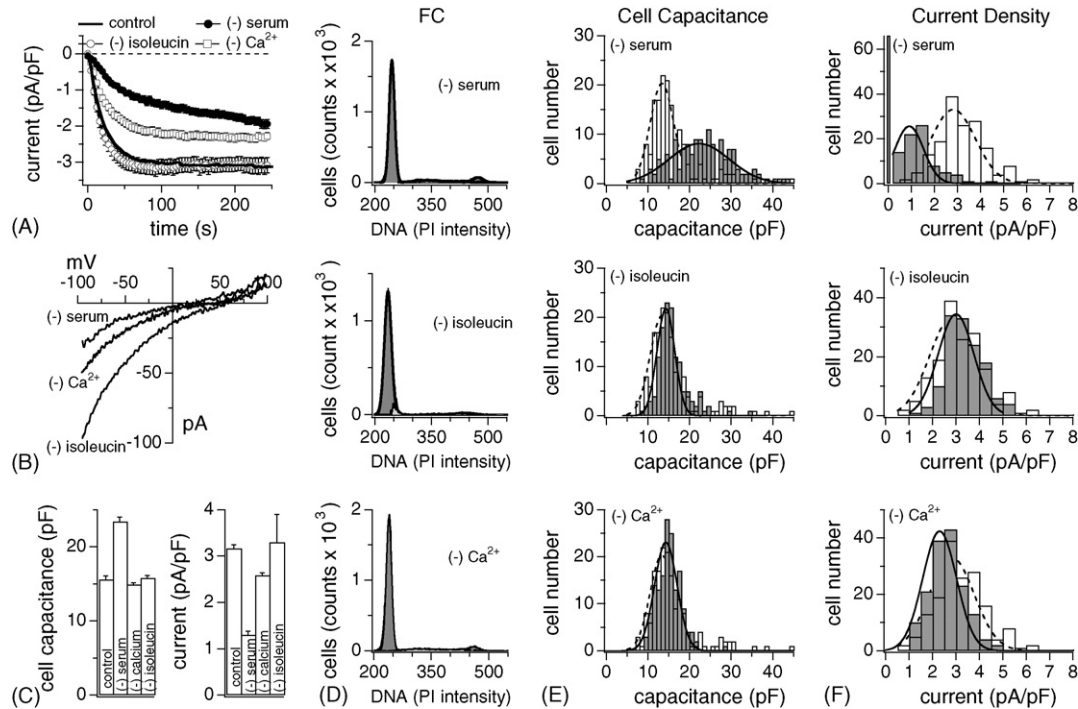 control
(-) serum
(-) isoleucin
(-) Ca2+
0
-1
-2
-3
current (pA/pF)
0
100
200
time (s)
(A)
FC
2
1
0
cells (counts x x10³)
(-) serum
200
350
500
DNA (PI intensity)
Cell Capacitance
(-) serum
30
20
10
0
cell number
0
10
20
30
40
capacitance (pF)
Current Density
(-) serum
60
40
20
0
cell number
0
1
2
3
4
5
6
7
8
current (pA/pF)
mV
-100
-50
0
50
100
(-) serum
(-) Ca2+
(-) isoleucin
-50
-100
pA
(B)
2
1
0
cells (count x x10³)
(-) isoleucin
200
350
500
DNA (PI intensity)
(-) isoleucin
30
20
10
0
cell number
0
10
20
30
40
capacitance (pF)
(-) isoleucin
40
20
0
cell number
0
1
2
3
4
5
6
7
8
current (pA/pF)
20
10
0
cell capacitance (pF)
control
(-) serum
(-) calcium
(-) isoleucin
(C)
4
3
2
1
0
current (pA/pF)
control
(-) serum
(-) calcium
(-) isoleucin
2
1
0
cells (counts x 10³)
(-) Ca2+
200
350
500
DNA (PI intensity)
(D)
(-) Ca2+
30
20
10
0
cell number
0
10
20
30
40
capacitance (pF)
(E)
(-) Ca2+
40
20
0
cell number
0
1
2
3
4
5
6
7
8
current (pA/pF)
(F)